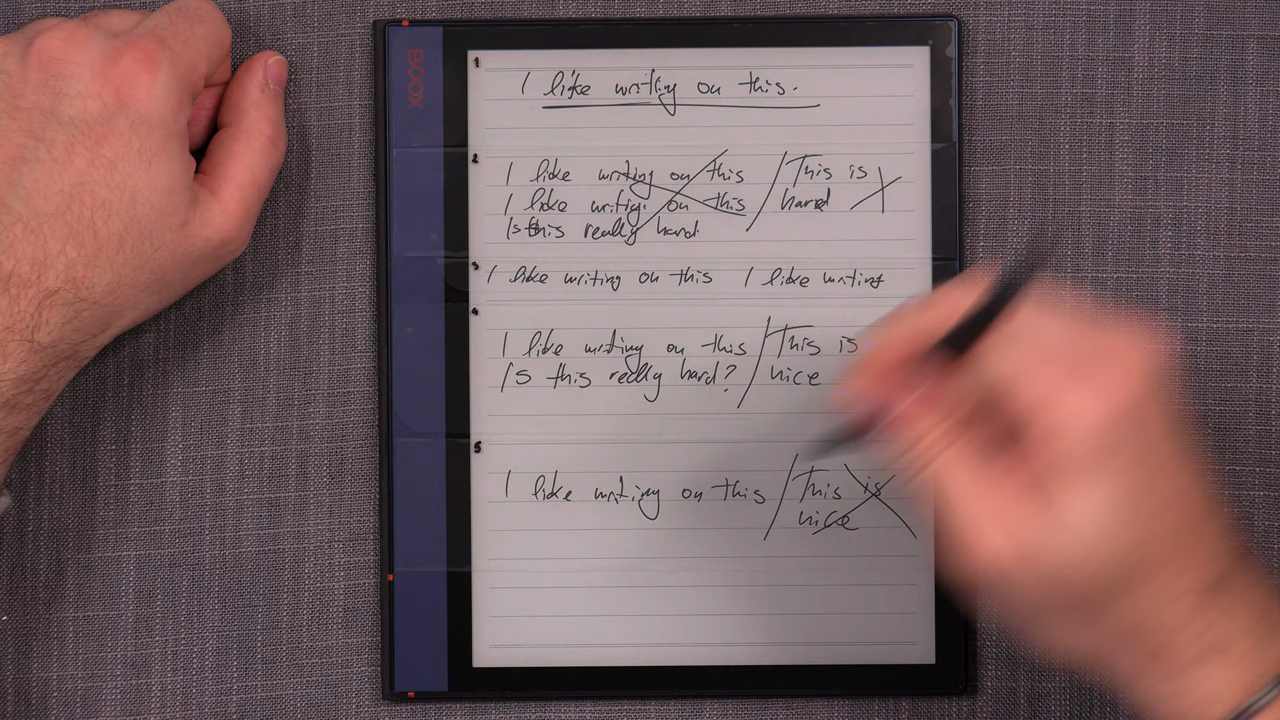 BOOX
1
I like writing on this.
2
I like writing on this / This is
I like writing on this / hard X
Is this really hard
3
I like writing on this I like writing
4
I like writing on this / This is
Is this really hard? / nice
5
I like writing on this / This is
nice